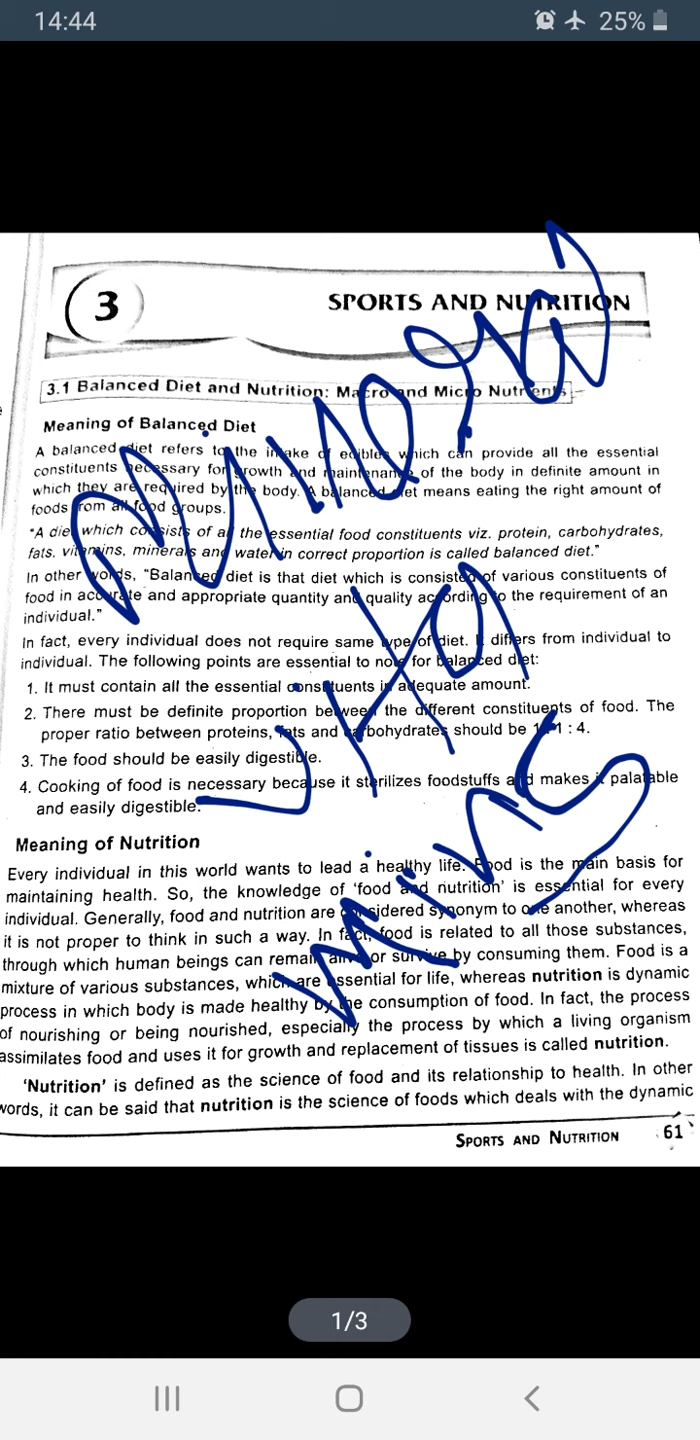 14:44 25%
3
SPORTS AND NUTRITION
3.1 Balanced Diet and Nutrition: Macro and Micro Nutrients
Meaning of Balanced Diet
A balanced diet refers to the intake of edibles which can provide all the essential
constituents necessary for growth and maintenance of the body in definite amount in
which they are required by the body. A balanced diet means eating the right amount of
foods from all food groups.
"A diet which consists of all the essential food constituents viz. protein, carbohydrates,
fats, vitamins, minerals and water in correct proportion is called balanced diet."
In other words, "Balanced diet is that diet which is consisted of various constituents of
food in accurate and appropriate quantity and quality according to the requirement of an
individual."
In fact, every individual does not require same type of diet. It differs from individual to
individual. The following points are essential to note for balanced diet:
1. It must contain all the essential constituents in adequate amount.
2. There must be definite proportion between the different constituents of food. The
proper ratio between proteins, fats and carbohydrates should be 1 : 1 : 4.
3. The food should be easily digestible.
4. Cooking of food is necessary because it sterilizes foodstuffs and makes it palatable
and easily digestible.
Meaning of Nutrition
Every individual in this world wants to lead a healthy life. Food is the main basis for
maintaining health. So, the knowledge of 'food and nutrition' is essential for every
individual. Generally, food and nutrition are considered synonym to one another, whereas
it is not proper to think in such a way. In fact, food is related to all those substances,
through which human beings can remain alive or survive by consuming them. Food is a
mixture of various substances, which are essential for life, whereas nutrition is dynamic
process in which body is made healthy by the consumption of food. In fact, the process
of nourishing or being nourished, especially the process by which a living organism
assimilates food and uses it for growth and replacement of tissues is called nutrition.
'Nutrition' is defined as the science of food and its relationship to health. In other
words, it can be said that nutrition is the science of foods which deals with the dynamic
SPORTS AND NUTRITION 61
Mineral
vita
mins
1/3